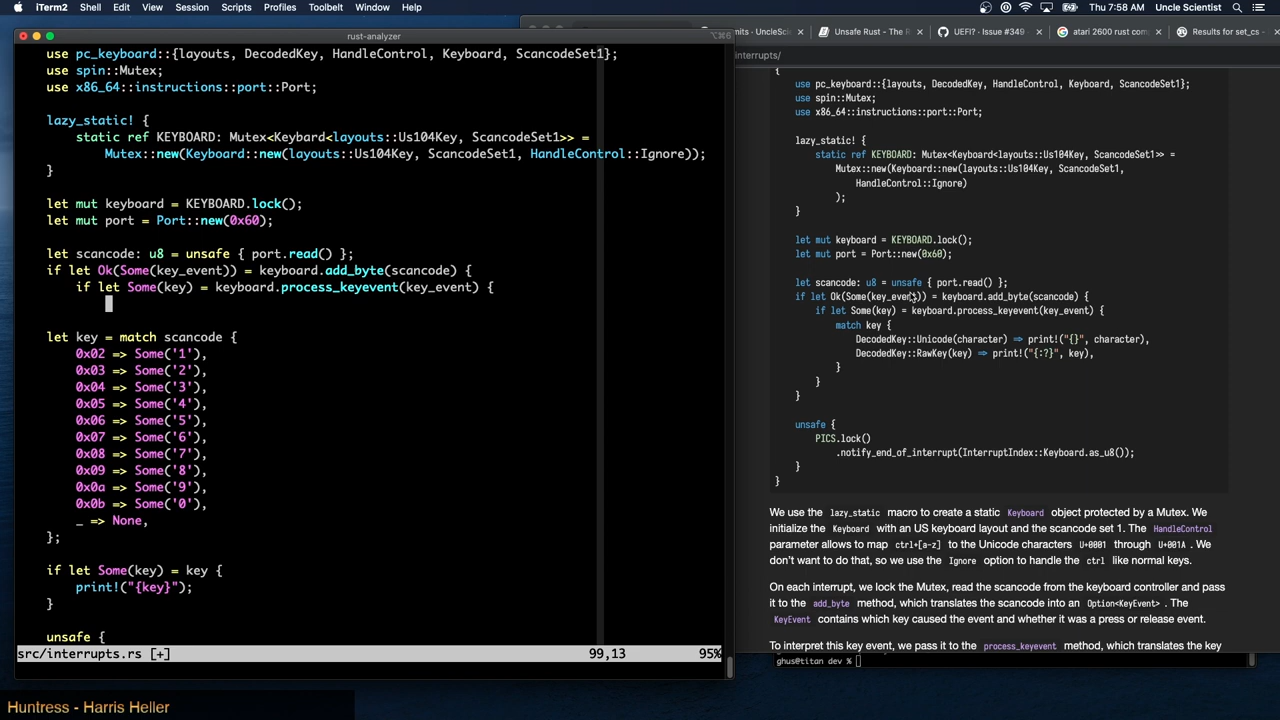 iTerm2 Shell Edit View Session Scripts Profiles Toolbelt Window Help
Thu 7:58 AM Uncle Scientist
rust-analyzer
⌥⌘6
mits · UncleSci
Unsafe Rust - The R
UEFI? · Issue #349
atari 2600 rust com
Results for set_cs
use pc_keyboard::{layouts, DecodedKey, HandleControl, Keyboard, ScancodeSet1};
use spin::Mutex;
use x86_64::instructions::port::Port;
lazy_static! {
static ref KEYBOARD: Mutex<Keybard<layouts::Us104Key, ScancodeSet1>> =
Mutex::new(Keyboard::new(layouts::Us104Key, ScancodeSet1, HandleControl::Ignore));
}
let mut keyboard = KEYBOARD.lock();
let mut port = Port::new(0x60);
let scancode: u8 = unsafe { port.read() };
if let Ok(Some(key_event)) = keyboard.add_byte(scancode) {
if let Some(key) = keyboard.process_keyevent(key_event) {
let key = match scancode {
0x02 => Some('1'),
0x03 => Some('2'),
0x04 => Some('3'),
0x05 => Some('4'),
0x06 => Some('5'),
0x07 => Some('6'),
0x08 => Some('7'),
0x09 => Some('8'),
0x0a => Some('9'),
0x0b => Some('0'),
_ => None,
};
if let Some(key) = key {
print!("{key}");
}
unsafe {
src/interrupts.rs [+] 99,13 95%
interrupts/
{
use pc_keyboard::{layouts, DecodedKey, HandleControl, Keyboard, ScancodeSet1};
use spin::Mutex;
use x86_64::instructions::port::Port;
lazy_static! {
static ref KEYBOARD: Mutex<Keyboard<layouts::Us104Key, ScancodeSet1>> =
Mutex::new(Keyboard::new(layouts::Us104Key, ScancodeSet1,
HandleControl::Ignore)
);
}
let mut keyboard = KEYBOARD.lock();
let mut port = Port::new(0x60);
let scancode: u8 = unsafe { port.read() };
if let Ok(Some(key_event)) = keyboard.add_byte(scancode) {
if let Some(key) = keyboard.process_keyevent(key_event) {
match key {
DecodedKey::Unicode(character) => print!("{}", character),
DecodedKey::RawKey(key) => print!("{:?}", key),
}
}
}
unsafe {
PICS.lock()
.notify_end_of_interrupt(InterruptIndex::Keyboard.as_u8());
}
}
We use the lazy_static macro to create a static Keyboard object protected by a Mutex. We
initialize the Keyboard with an US keyboard layout and the scancode set 1. The HandleControl
parameter allows to map ctrl+[a-z] to the Unicode characters U+0001 through U+001A. We
don't want to do that, so we use the Ignore option to handle the ctrl like normal keys.
On each interrupt, we lock the Mutex, read the scancode from the keyboard controller and pass
it to the add_byte method, which translates the scancode into an Option<KeyEvent>. The
KeyEvent contains which key caused the event and whether it was a press or release event.
To interpret this key event, we pass it to the process_keyevent method, which translates the key
ghus@titan dev %
Huntress - Harris Heller